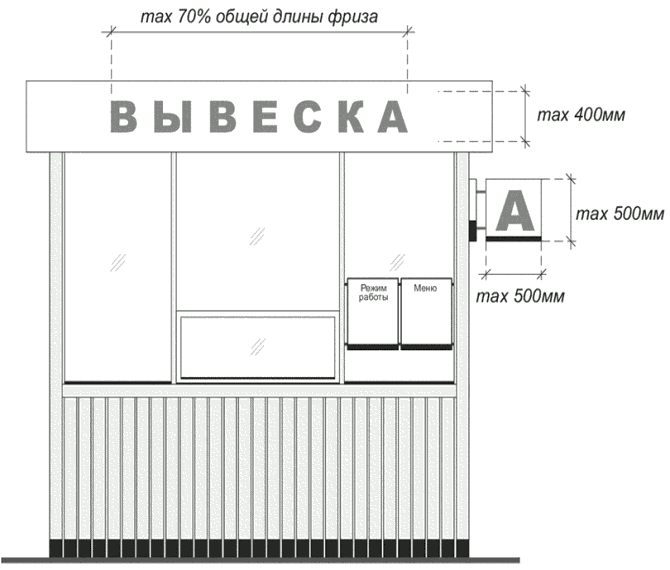 max 70% общей длины фриза
ВЫВЕСКА
max 400мм
А
max 500мм
max 500мм
Режим
работы
Меню